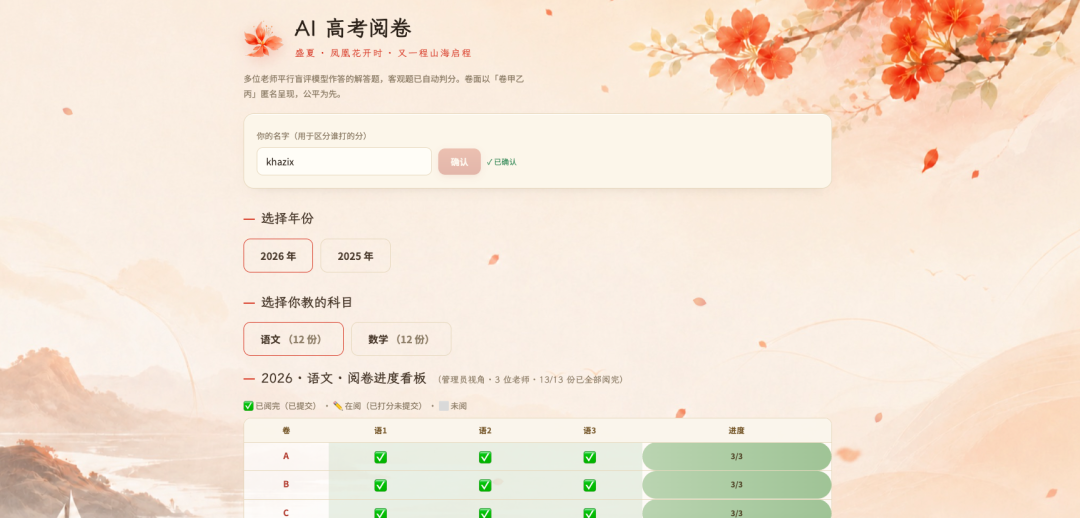 AI 高考阅卷
盛夏 · 凤凰花开时 · 又一程山海启程
多位老师平行盲评模型作答的解答题，客观题已自动判分。卷面以「卷甲乙
丙」匿名呈现，公平为先。
你的名字（用于区分谁打的分）
khazix
确认
✓ 已确认
选择年份
2026 年
2025 年
选择你教的科目
语文 （12 份）
数学 （12 份）
2026 · 语文 · 阅卷进度看板 （管理员视角 · 3 位老师 · 13/13 份已全部阅完）
✅ 已阅完（已提交） · ✏️ 在阅（已打分未提交） · ⬜ 未阅
卷 语1 语2 语3 进度
A ✅ ✅ ✅ 3/3
B ✅ ✅ ✅ 3/3
C ✅ ✅ ✅ 3/3